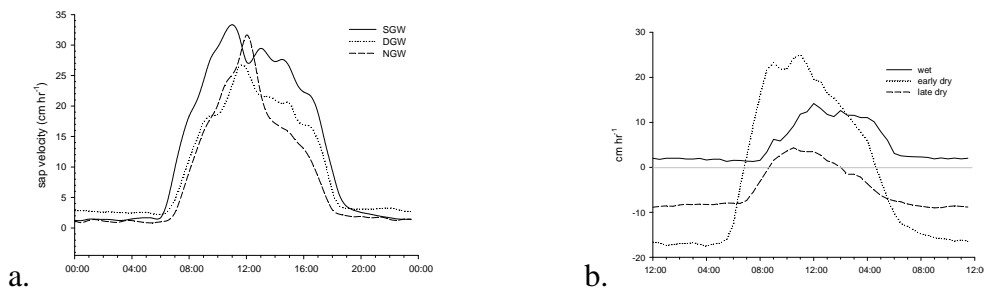 35
30
25
20
15
10
5
0
sap velocity (cm hr⁻¹)
SGW
DGW
NGW
00:00 04:00 08:00 12:00 16:00 20:00 00:00
a.
30
20
10
0
-10
-20
cm hr⁻¹
wet
early dry
late dry
12:00 04:00 08:00 12:00 04:00 08:00 12:00
b.